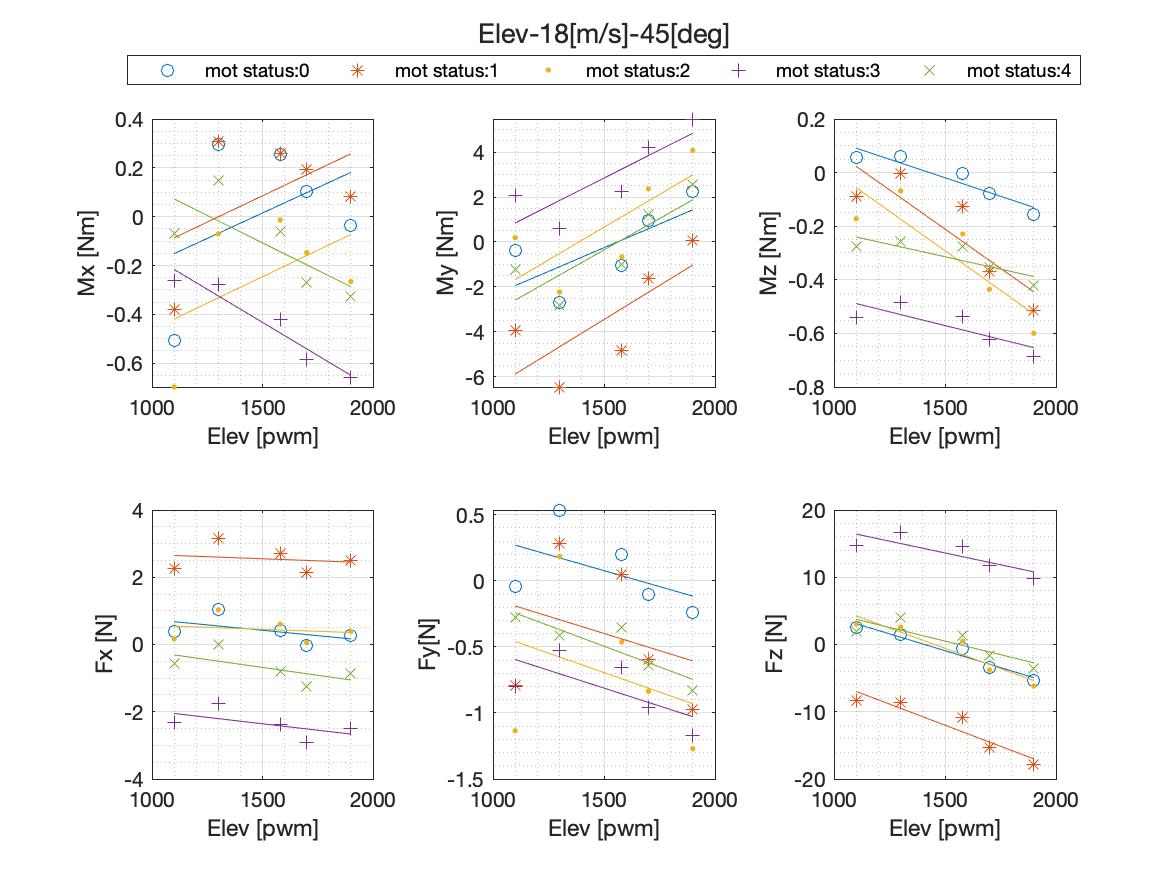 Elev-18[m/s]-45[deg]
mot status:0 mot status:1 mot status:2 mot status:3 mot status:4
0.4
0.2
0
-0.2
-0.4
-0.6
Mx [Nm]
1000 1500 2000
Elev [pwm]
4
2
0
-2
-4
-6
My [Nm]
1000 1500 2000
Elev [pwm]
0.2
0
-0.2
-0.4
-0.6
-0.8
Mz [Nm]
1000 1500 2000
Elev [pwm]
4
2
0
-2
-4
Fx [N]
1000 1500 2000
Elev [pwm]
0.5
0
-0.5
-1
-1.5
Fy[N]
1000 1500 2000
Elev [pwm]
20
10
0
-10
-20
Fz [N]
1000 1500 2000
Elev [pwm]